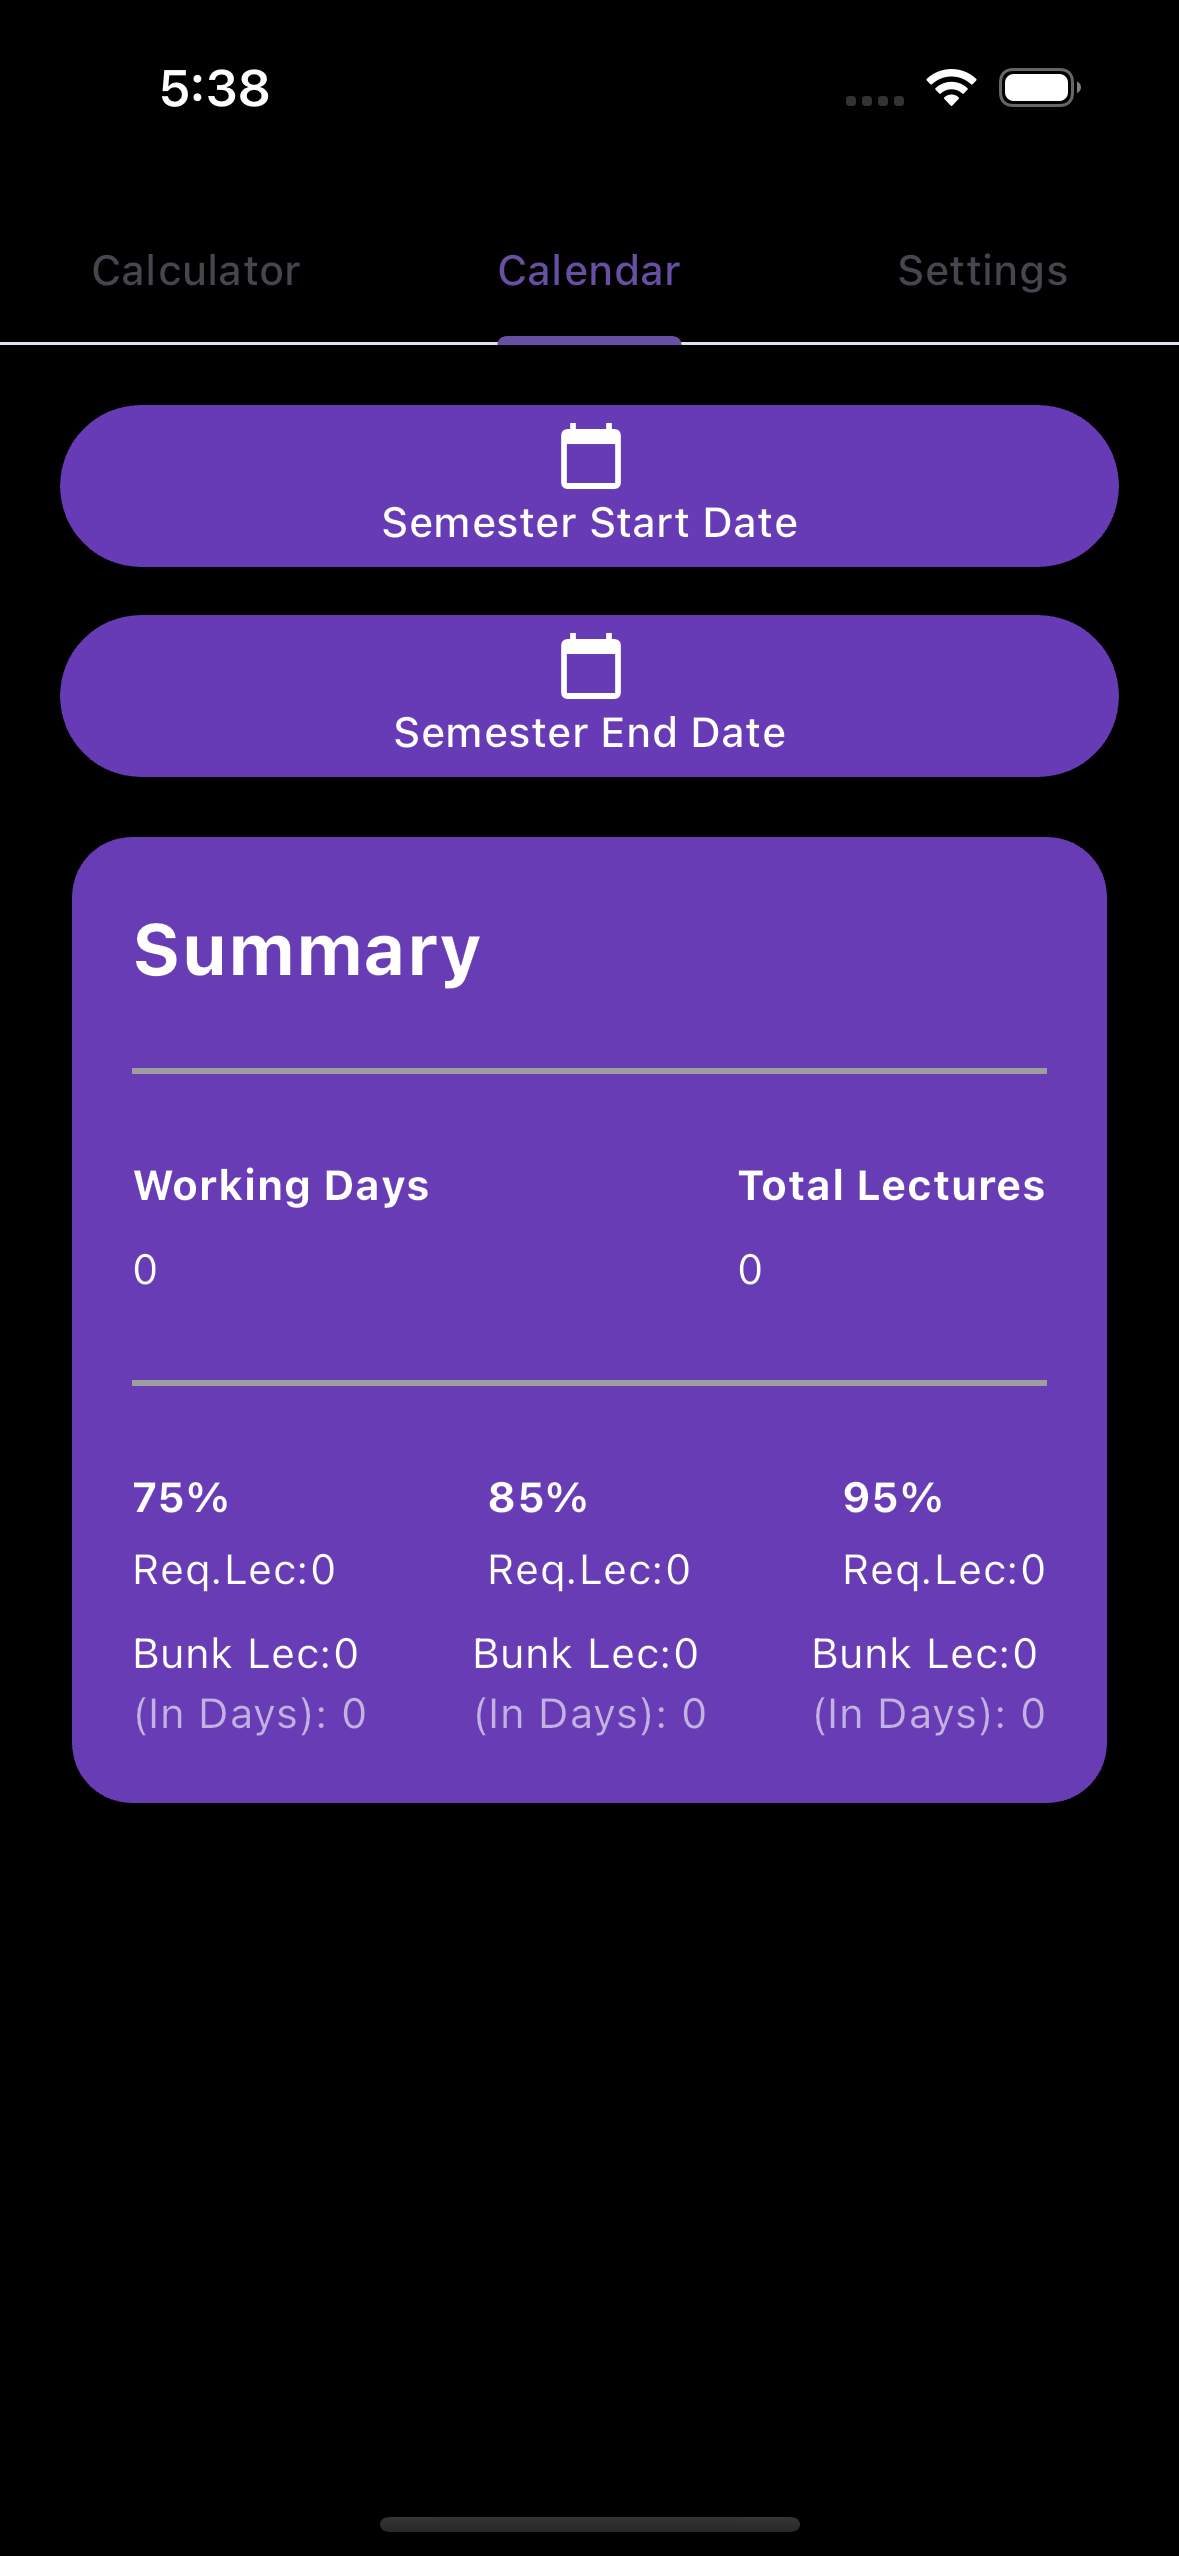 5:38
Calculator Calendar Settings
Semester Start Date
Semester End Date
Summary
Working Days Total Lectures
0 0
75% 85% 95%
Req.Lec:0 Req.Lec:0 Req.Lec:0
Bunk Lec:0 Bunk Lec:0 Bunk Lec:0
(In Days): 0 (In Days): 0 (In Days): 0